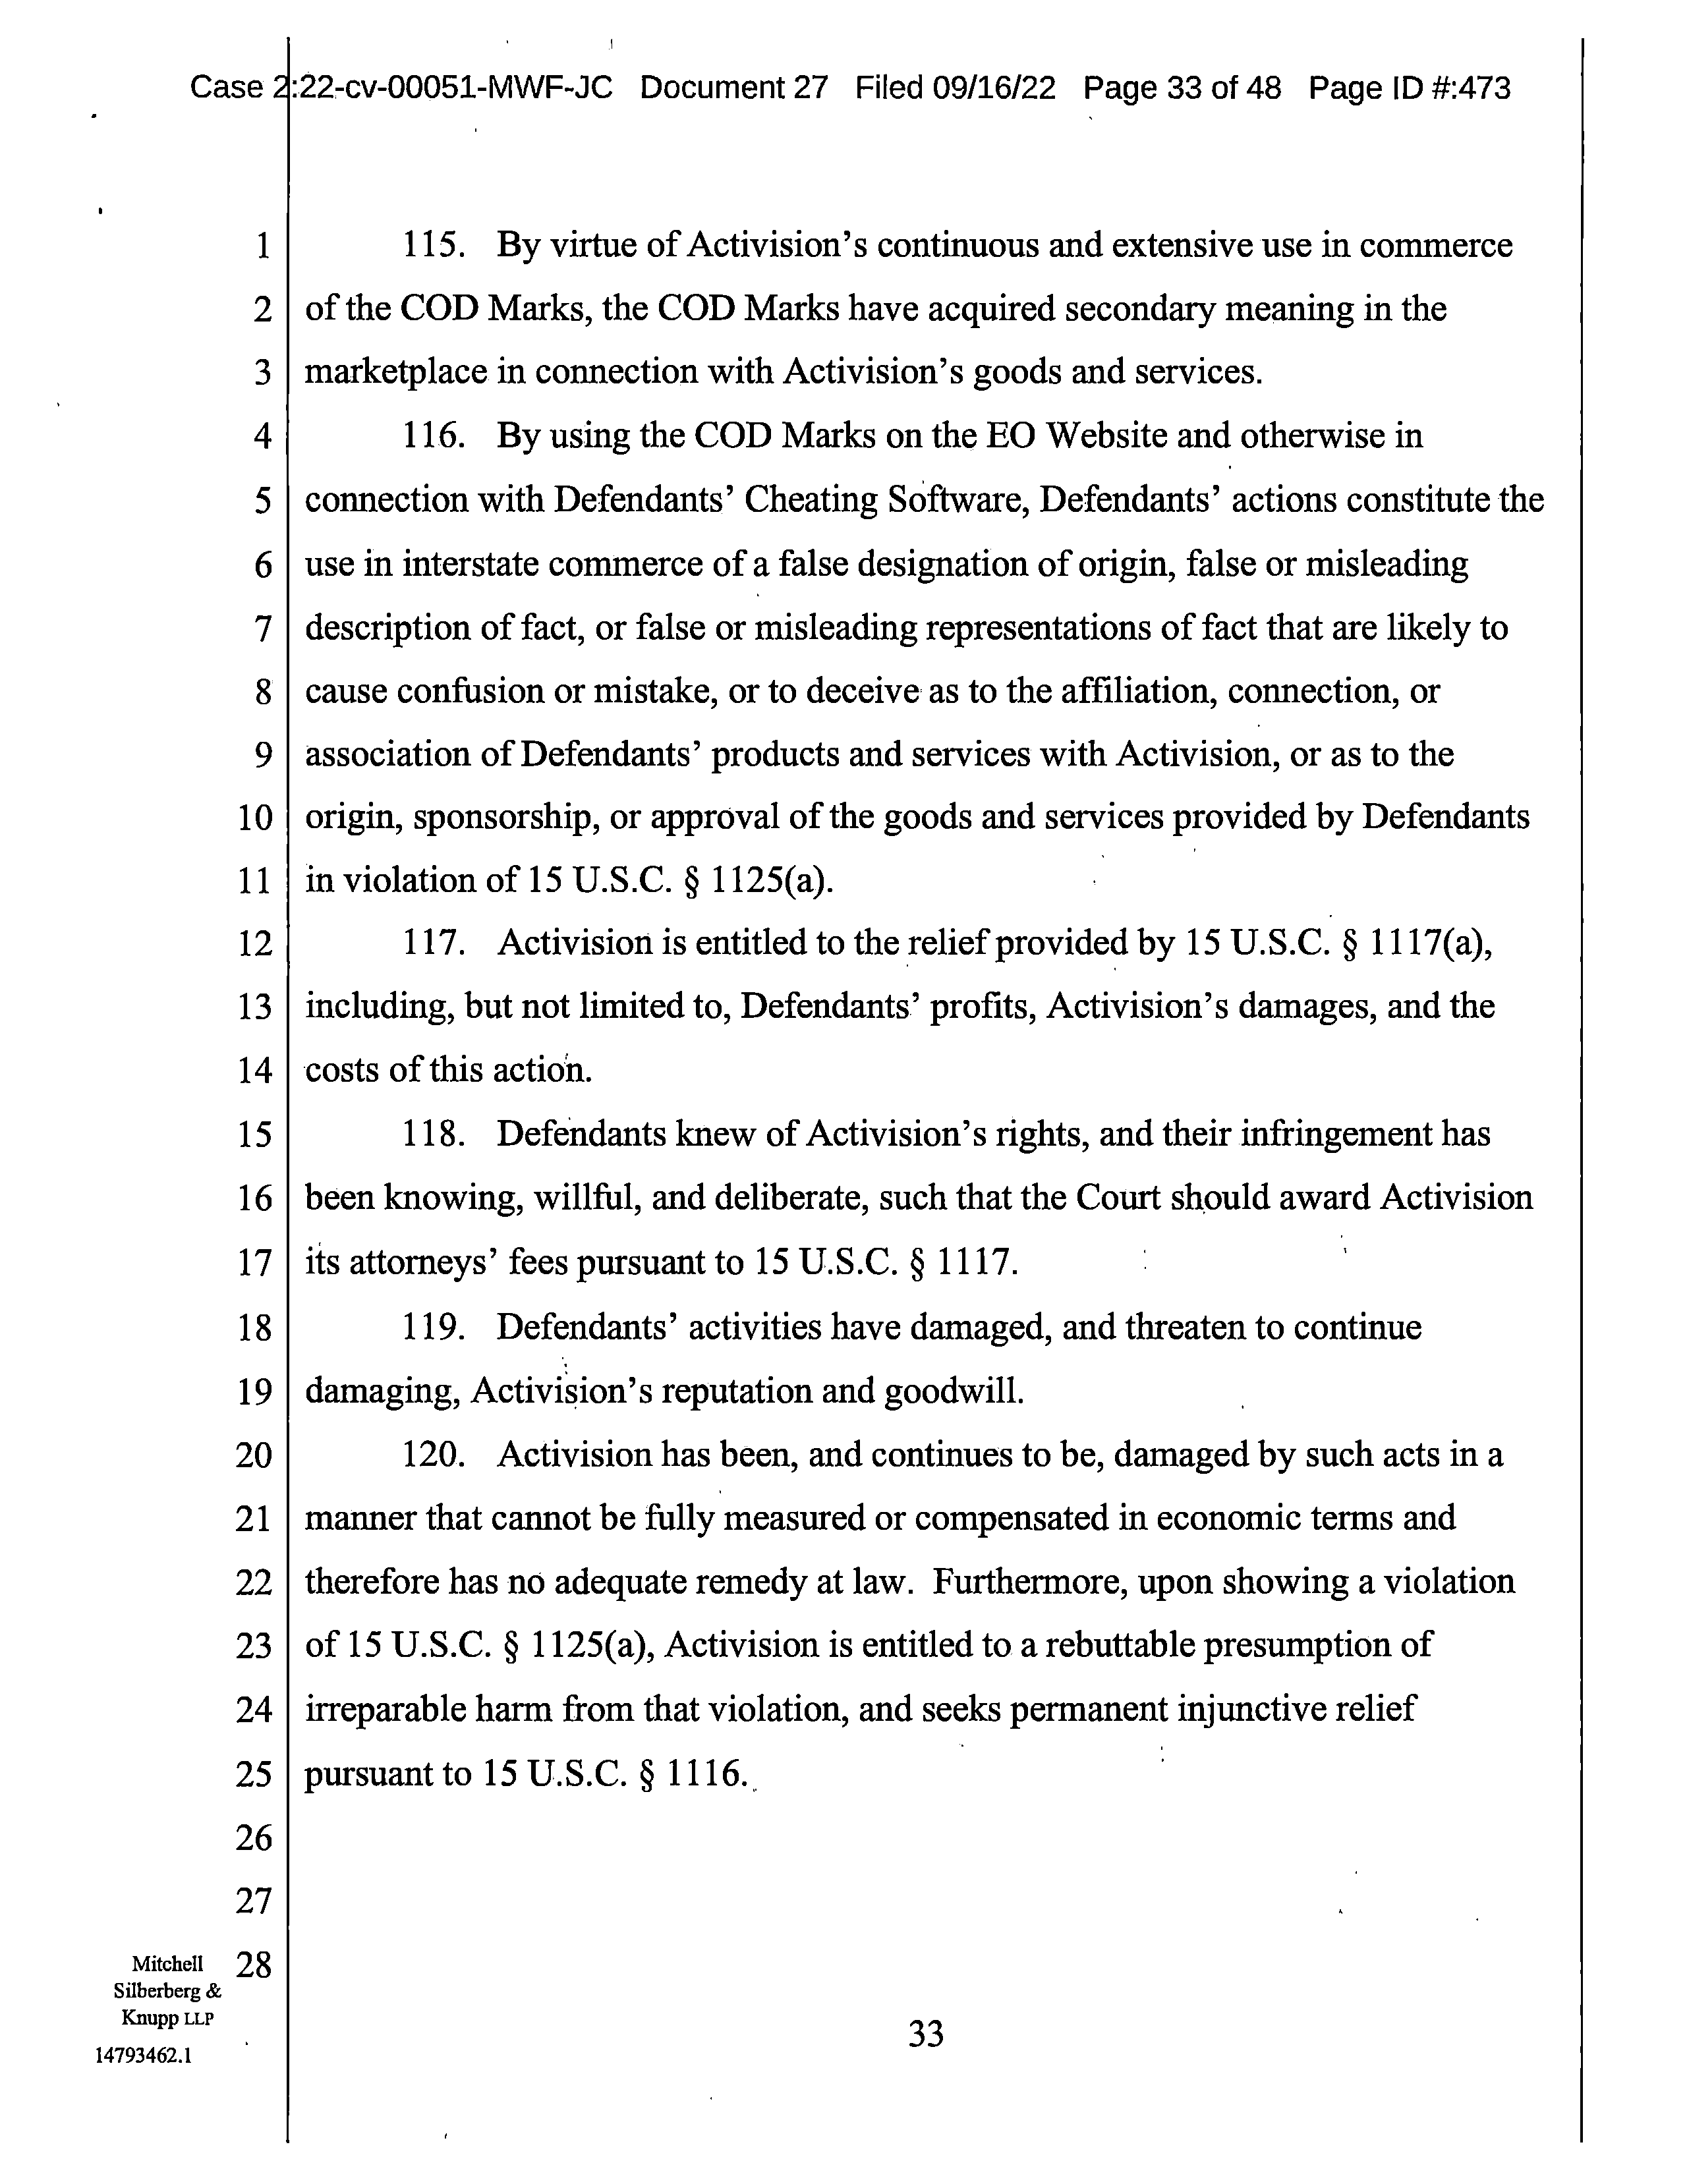 Case 2:22-cv-00051-MWF-JC Document 27 Filed 09/16/22 Page 33 of 48 Page ID #:473
1 115. By virtue of Activision's continuous and extensive use in commerce
2 of the COD Marks, the COD Marks have acquired secondary meaning in the
3 marketplace in connection with Activision's goods and services.
4 116. By using the COD Marks on the EO Website and otherwise in
5 connection with Defendants' Cheating Software, Defendants' actions constitute the
6 use in interstate commerce of a false designation of origin, false or misleading
7 description of fact, or false or misleading representations of fact that are likely to
8 cause confusion or mistake, or to deceive as to the affiliation, connection, or
9 association of Defendants' products and services with Activision, or as to the
10 origin, sponsorship, or approval of the goods and services provided by Defendants
11 in violation of 15 U.S.C. § 1125(a).
12 117. Activision is entitled to the relief provided by 15 U.S.C. § 1117(a),
13 including, but not limited to, Defendants' profits, Activision's damages, and the
14 costs of this action.
15 118. Defendants knew of Activision's rights, and their infringement has
16 been knowing, willful, and deliberate, such that the Court should award Activision
17 its attorneys' fees pursuant to 15 U.S.C. § 1117.
18 119. Defendants' activities have damaged, and threaten to continue
19 damaging, Activision's reputation and goodwill.
20 120. Activision has been, and continues to be, damaged by such acts in a
21 manner that cannot be fully measured or compensated in economic terms and
22 therefore has no adequate remedy at law. Furthermore, upon showing a violation
23 of 15 U.S.C. § 1125(a), Activision is entitled to a rebuttable presumption of
24 irreparable harm from that violation, and seeks permanent injunctive relief
25 pursuant to 15 U.S.C. § 1116.
26
27
28
Mitchell
Silberberg &
Knupp LLP
33
14793462.1